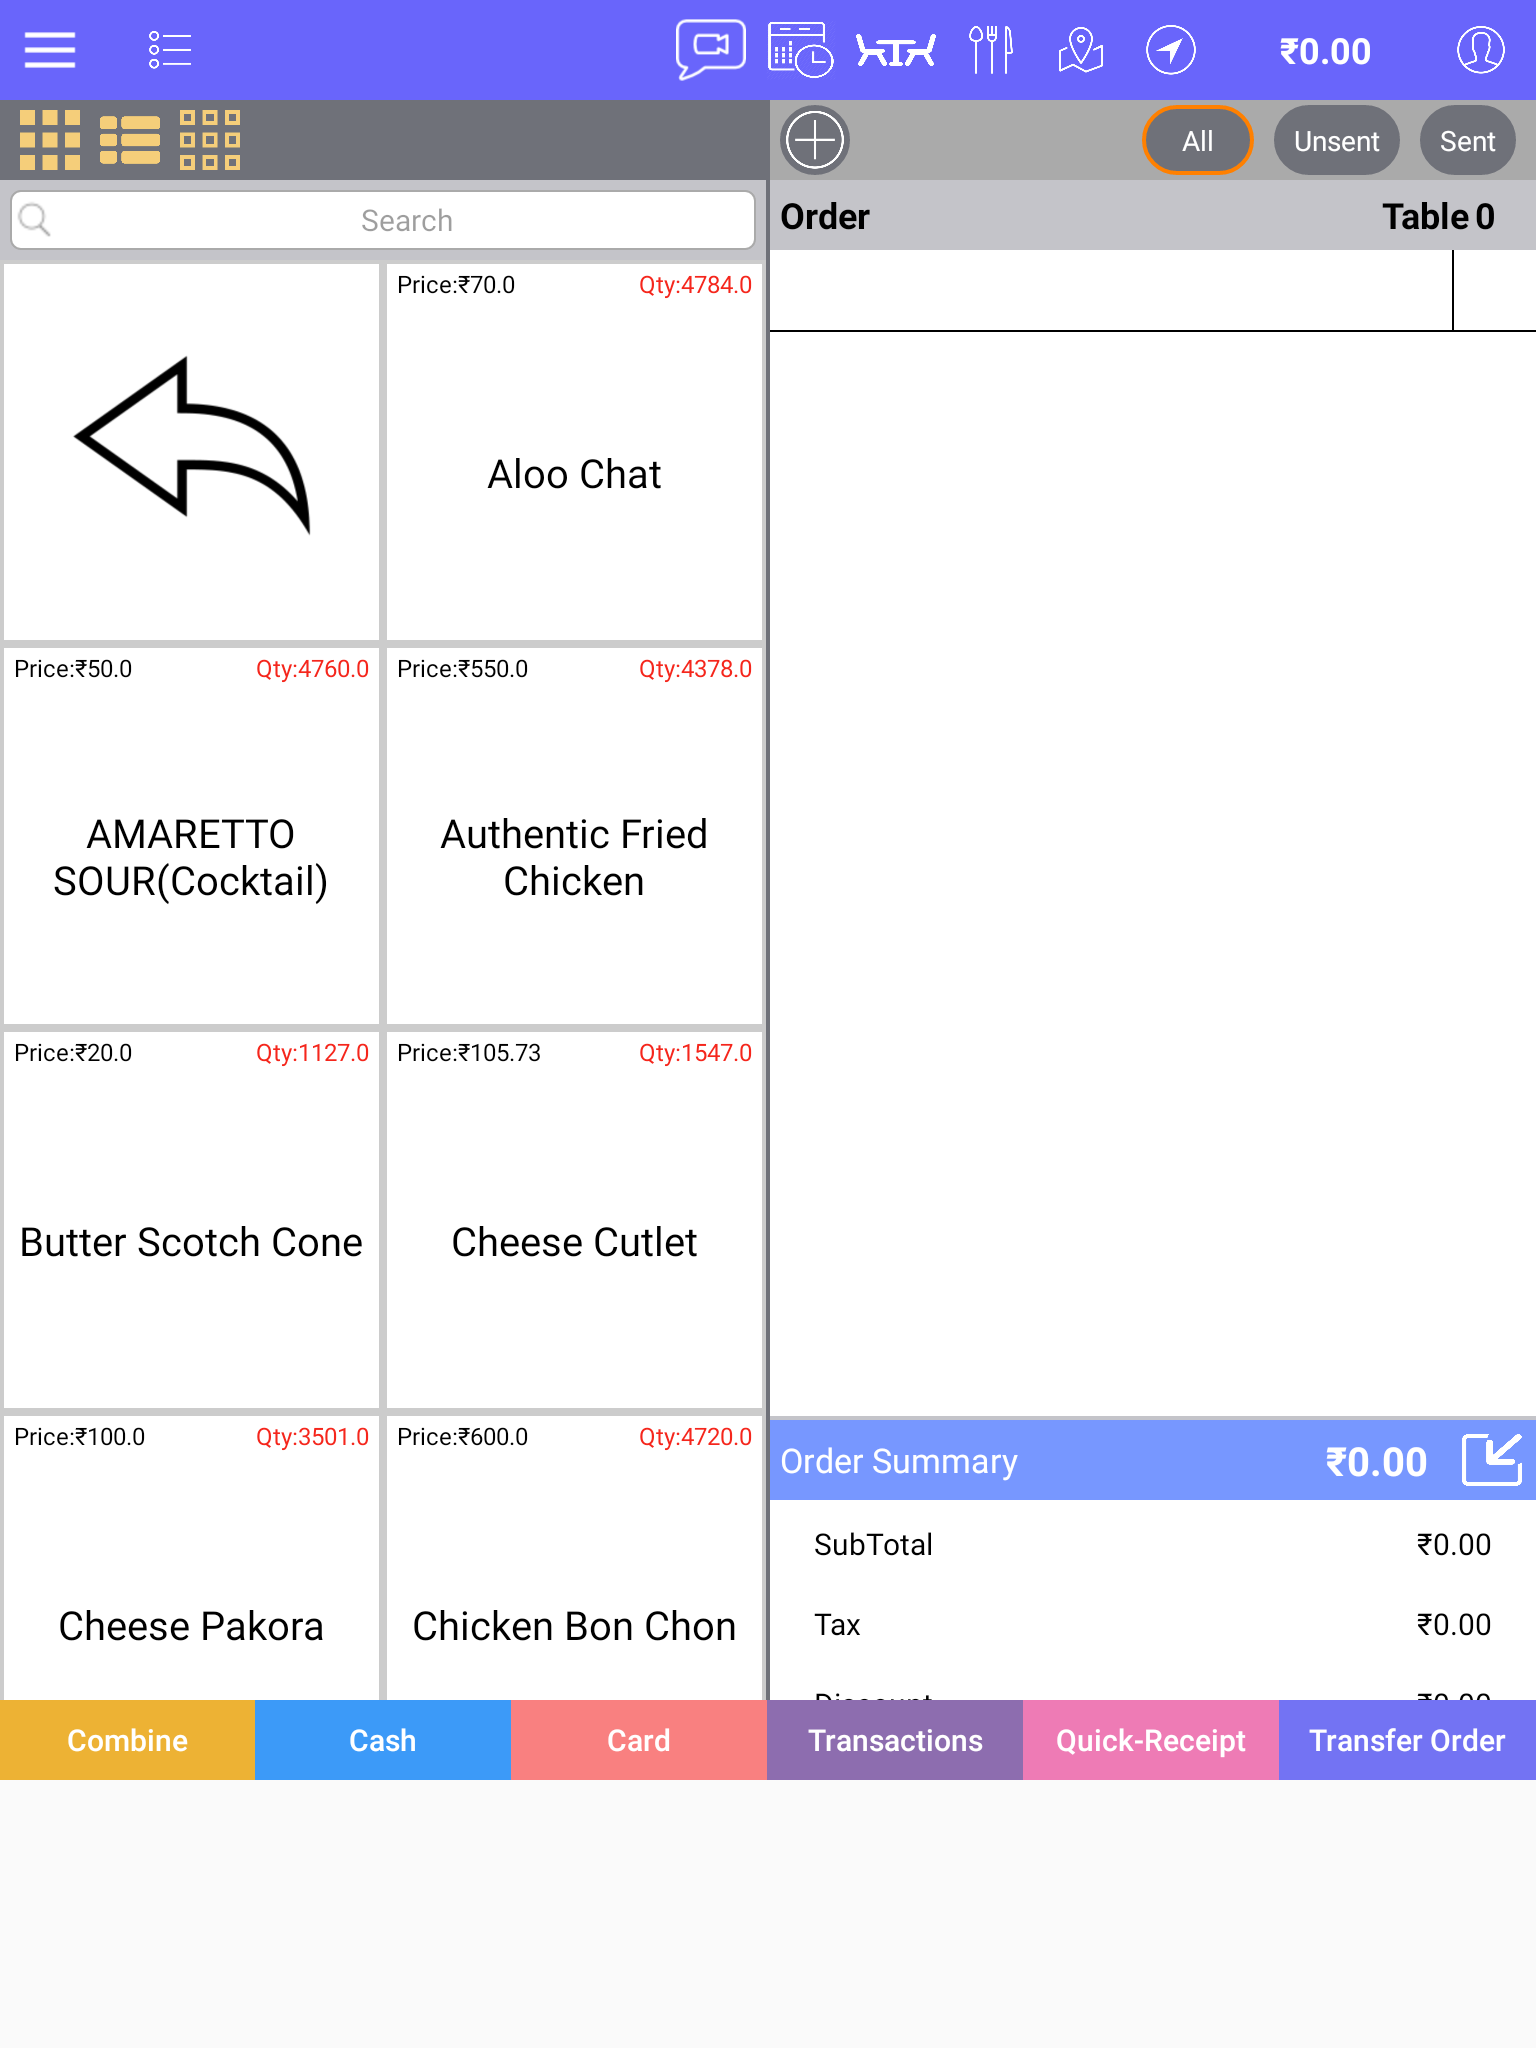 ₹0.00
All
Unsent
Sent
Search
Order
Table 0
Price:₹70.0
Qty:4784.0
Aloo Chat
Price:₹50.0
Qty:4760.0
AMARETTO
SOUR(Cocktail)
Price:₹550.0
Qty:4378.0
Authentic Fried
Chicken
Price:₹20.0
Qty:1127.0
Butter Scotch Cone
Price:₹105.73
Qty:1547.0
Cheese Cutlet
Price:₹100.0
Qty:3501.0
Cheese Pakora
Price:₹600.0
Qty:4720.0
Chicken Bon Chon
Order Summary
₹0.00
SubTotal
₹0.00
Tax
₹0.00
Discount
₹0.00
Combine
Cash
Card
Transactions
Quick-Receipt
Transfer Order